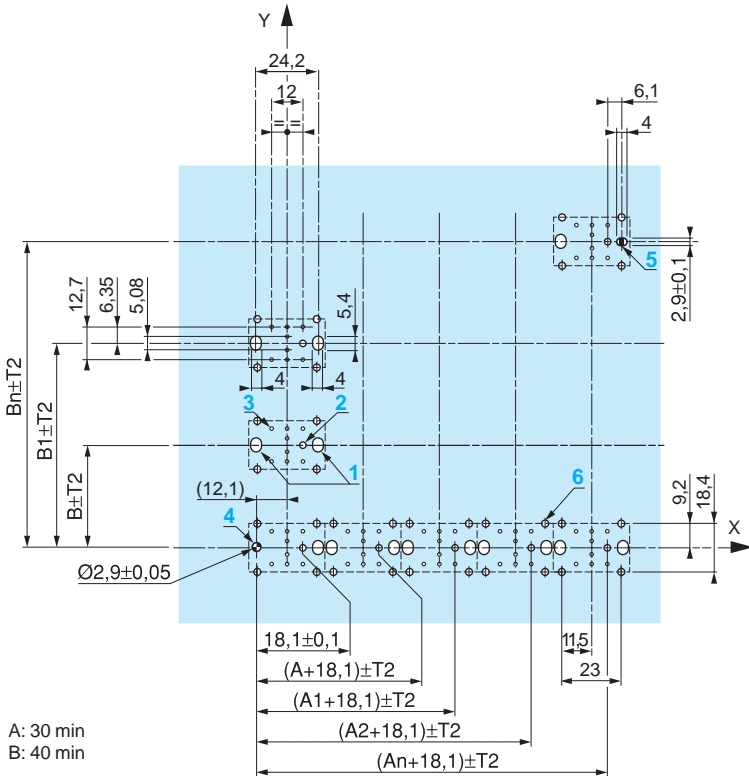 Y
24,2
12
= =
6,1
4
5
2,9±0,1
12,7
6,35
5,08
5,4
4
4
Bn±T2
B1±T2
B±T2
3
2
1
(12,1)
4
6
9,2
18,4
X
Ø2,9±0,05
18,1±0,1
11,5
(A+18,1)±T2
23
(A1+18,1)±T2
(A2+18,1)±T2
(An+18,1)±T2
A: 30 min
B: 40 min